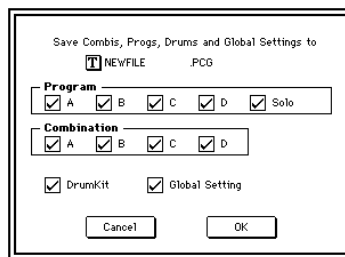 Save Combis, Progs, Drums and Global Settings to
T NEWFILE .PCG
Program
A B C D Solo
Combination
A B C D
DrumKit Global Setting
Cancel OK